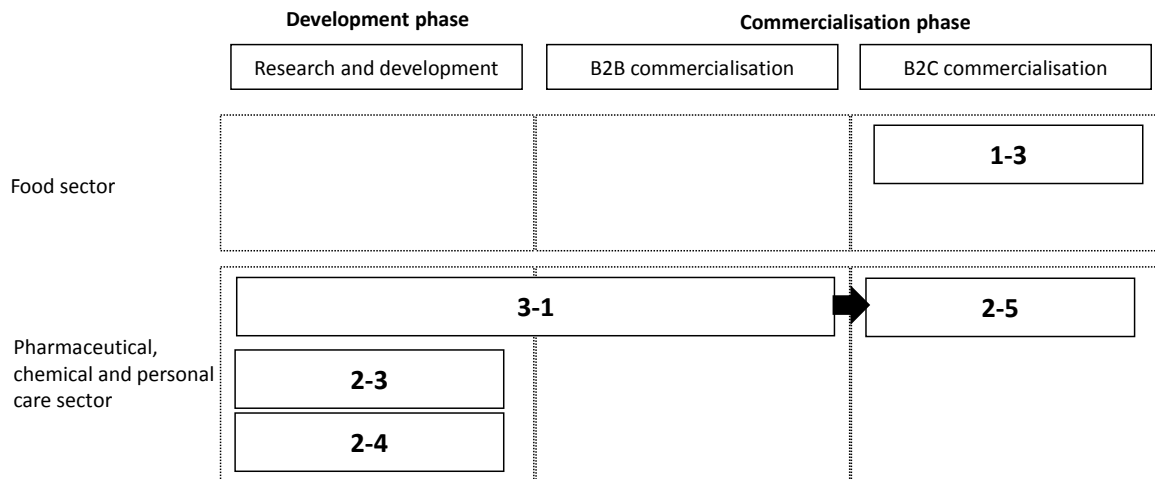 Development phase
Commercialisation phase
Research and development
B2B commercialisation
B2C commercialisation
Food sector
1-3
Pharmaceutical,
chemical and personal
care sector
3-1
2-5
2-3
2-4